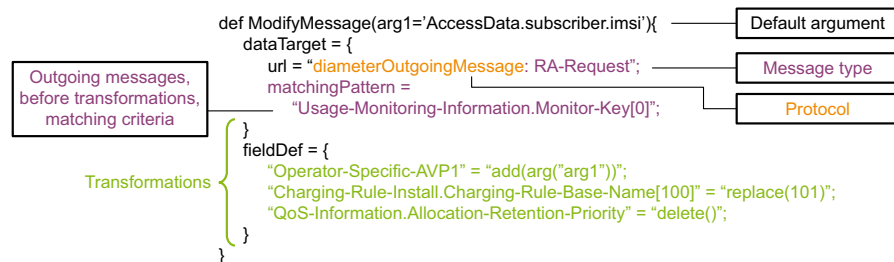 def ModifyMessage(arg1=’AccessData.subscriber.imsi’){
Default argument
dataTarget = {
url = “diameterOutgoingMessage: RA-Request”;
Message type
matchingPattern =
“Usage-Monitoring-Information.Monitor-Key[0]”;
Protocol
Outgoing messages,
before transformations,
matching criteria
}
fieldDef = {
“Operator-Specific-AVP1” = “add(arg(”arg1”))”;
Transformations
“Charging-Rule-Install.Charging-Rule-Base-Name[100]” = “replace(101)”;
“QoS-Information.Allocation-Retention-Priority” = “delete()”;
}
}